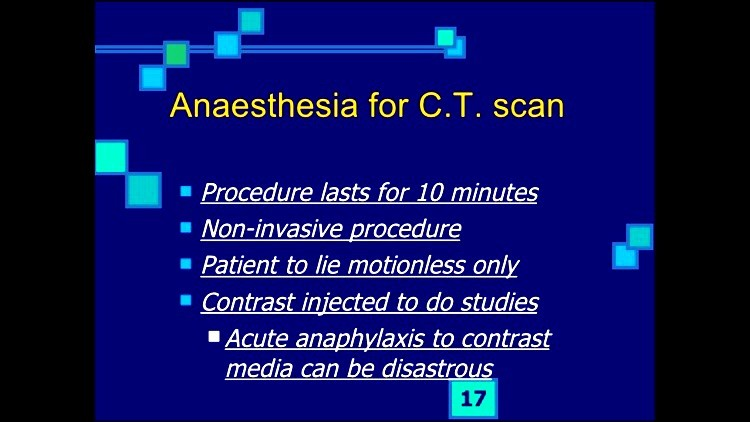 Anaesthesia for C.T. scan
Procedure lasts for 10 minutes
Non-invasive procedure
Patient to lie motionless only
Contrast injected to do studies
Acute anaphylaxis to contrast
media can be disastrous
17